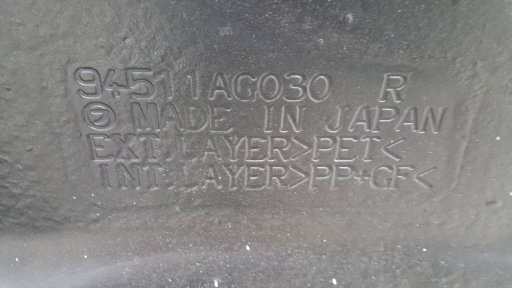 94511AG030 R
MADE IN JAPAN
EXT.LAYER>PET<
INT.LAYER>PP+GF<